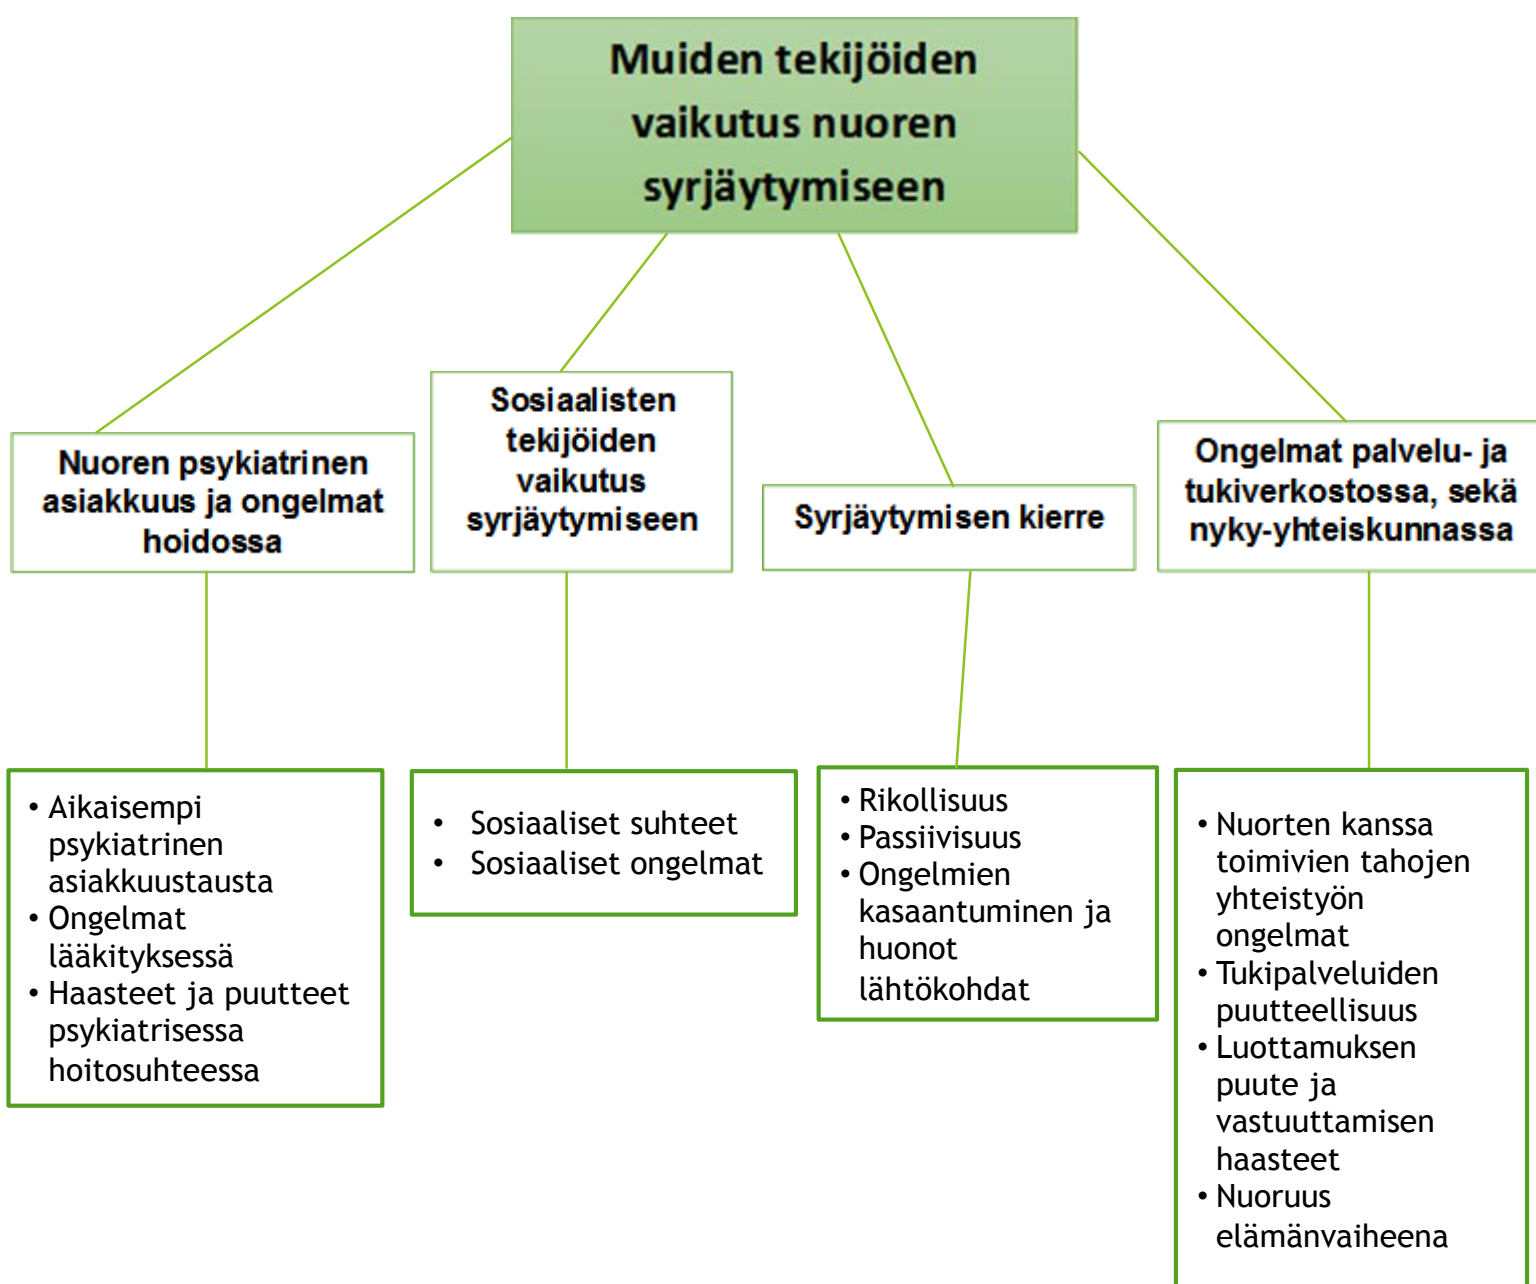 Muiden tekijöiden
vaikutus nuoren
syrjäytymiseen
Nuoren psykiatrinen
asiakkuus ja ongelmat
hoidossa
Sosiaalisten
tekijöiden
vaikutus
syrjäytymiseen
Syrjäytymisen kierre
Ongelmat palvelu- ja
tukiverkostossa, sekä
nyky-yhteiskunnassa
• Aikaisempi
psykiatrinen
asiakkuustausta
• Ongelmat
lääkityksessä
• Haasteet ja puutteet
psykiatrisessa
hoitosuhteessa
• Sosiaaliset suhteet
• Sosiaaliset ongelmat
• Rikollisuus
• Passiivisuus
• Ongelmien
kasaantuminen ja
huonot
lähtökohdat
• Nuorten kanssa
toimivien tahojen
yhteistyön
ongelmat
• Tukipalveluiden
puutteellisuus
• Luottamuksen
puute ja
vastuuttamisen
haasteet
• Nuoruus
elämänvaiheena